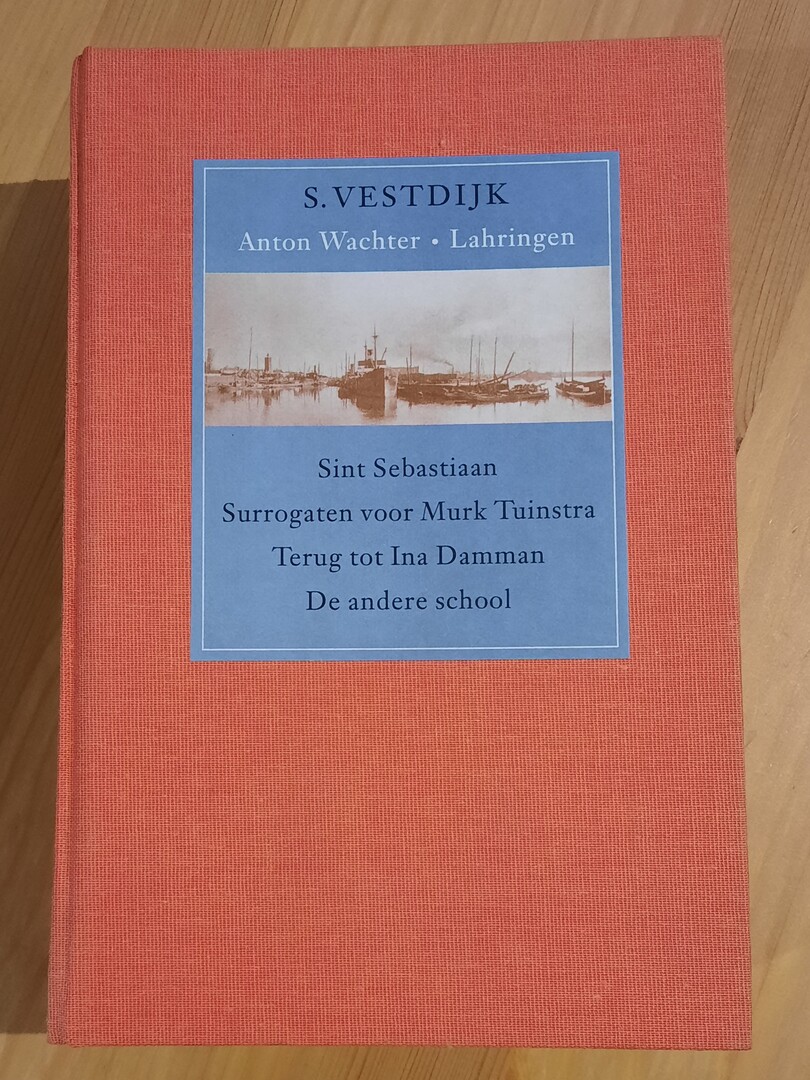 S. VESTDIJK
Anton Wachter • Lahringen
Sint Sebastiaan
Surrogaten voor Murk Tuinstra
Terug tot Ina Damman
De andere school